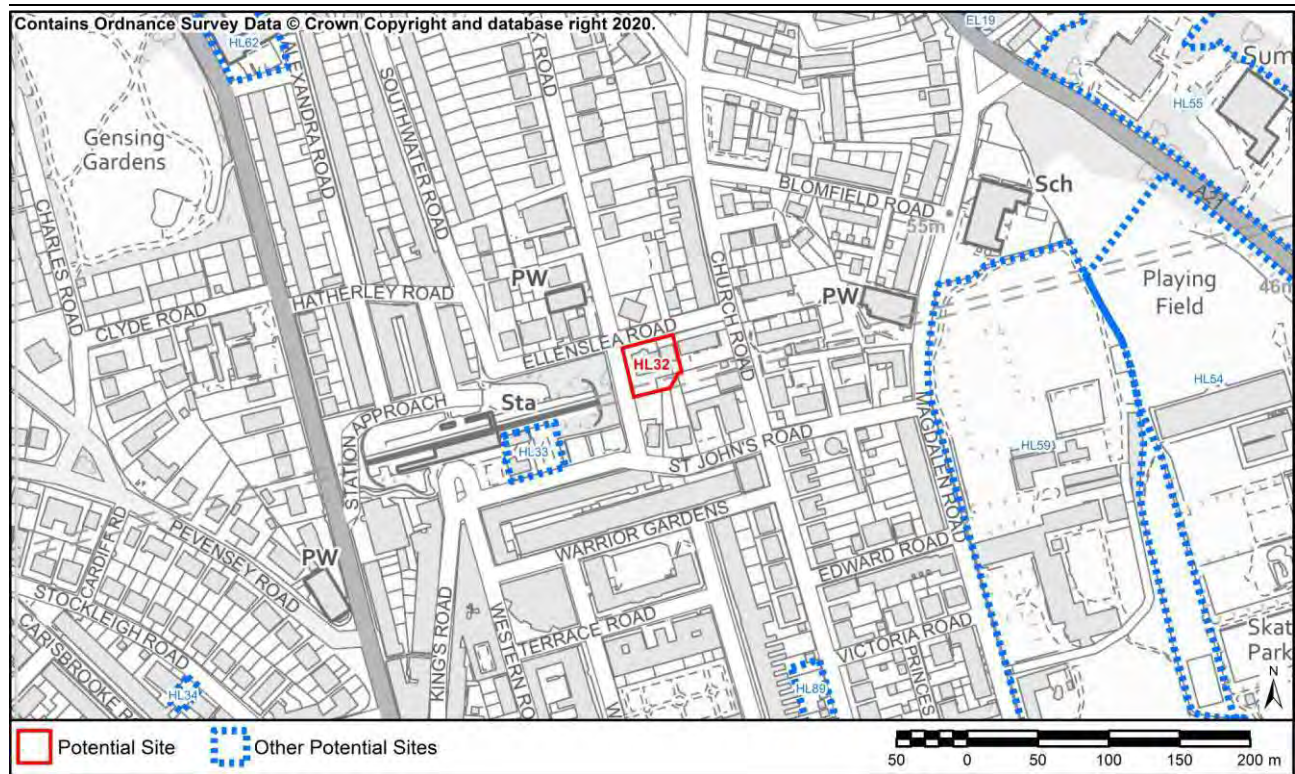 Contains Ordnance Survey Data © Crown Copyright and database right 2020.
HL62
EL19
Sum
HL55
A21
Gensing
Gardens
ALEXANDRA ROAD
SOUTHWATER ROAD
ROAD
CHARLES ROAD
BLOMFIELD ROAD
55m
Sch
CHURCH ROAD
Playing
Field
46m
HATHERLEY ROAD
CLYDE ROAD
PW
PW
ELLENSLEA ROAD
HL32
HL54
STATION APPROACH
Sta
HL33
ST JOHN'S ROAD
MAGDALEN ROAD
HL59
WARRIOR GARDENS
EDWARD ROAD
PEVENSEY ROAD
CARDIFF RD
PW
STOCKLEIGH ROAD
CARISBROOKE R
HL34
KING'S ROAD
WESTERN RO
TERRACE ROAD
W
VICTORIA ROAD
PRINCES
HL89
Skat
Park
N
Potential Site
Other Potential Sites
50 0 50 100 150 200 m